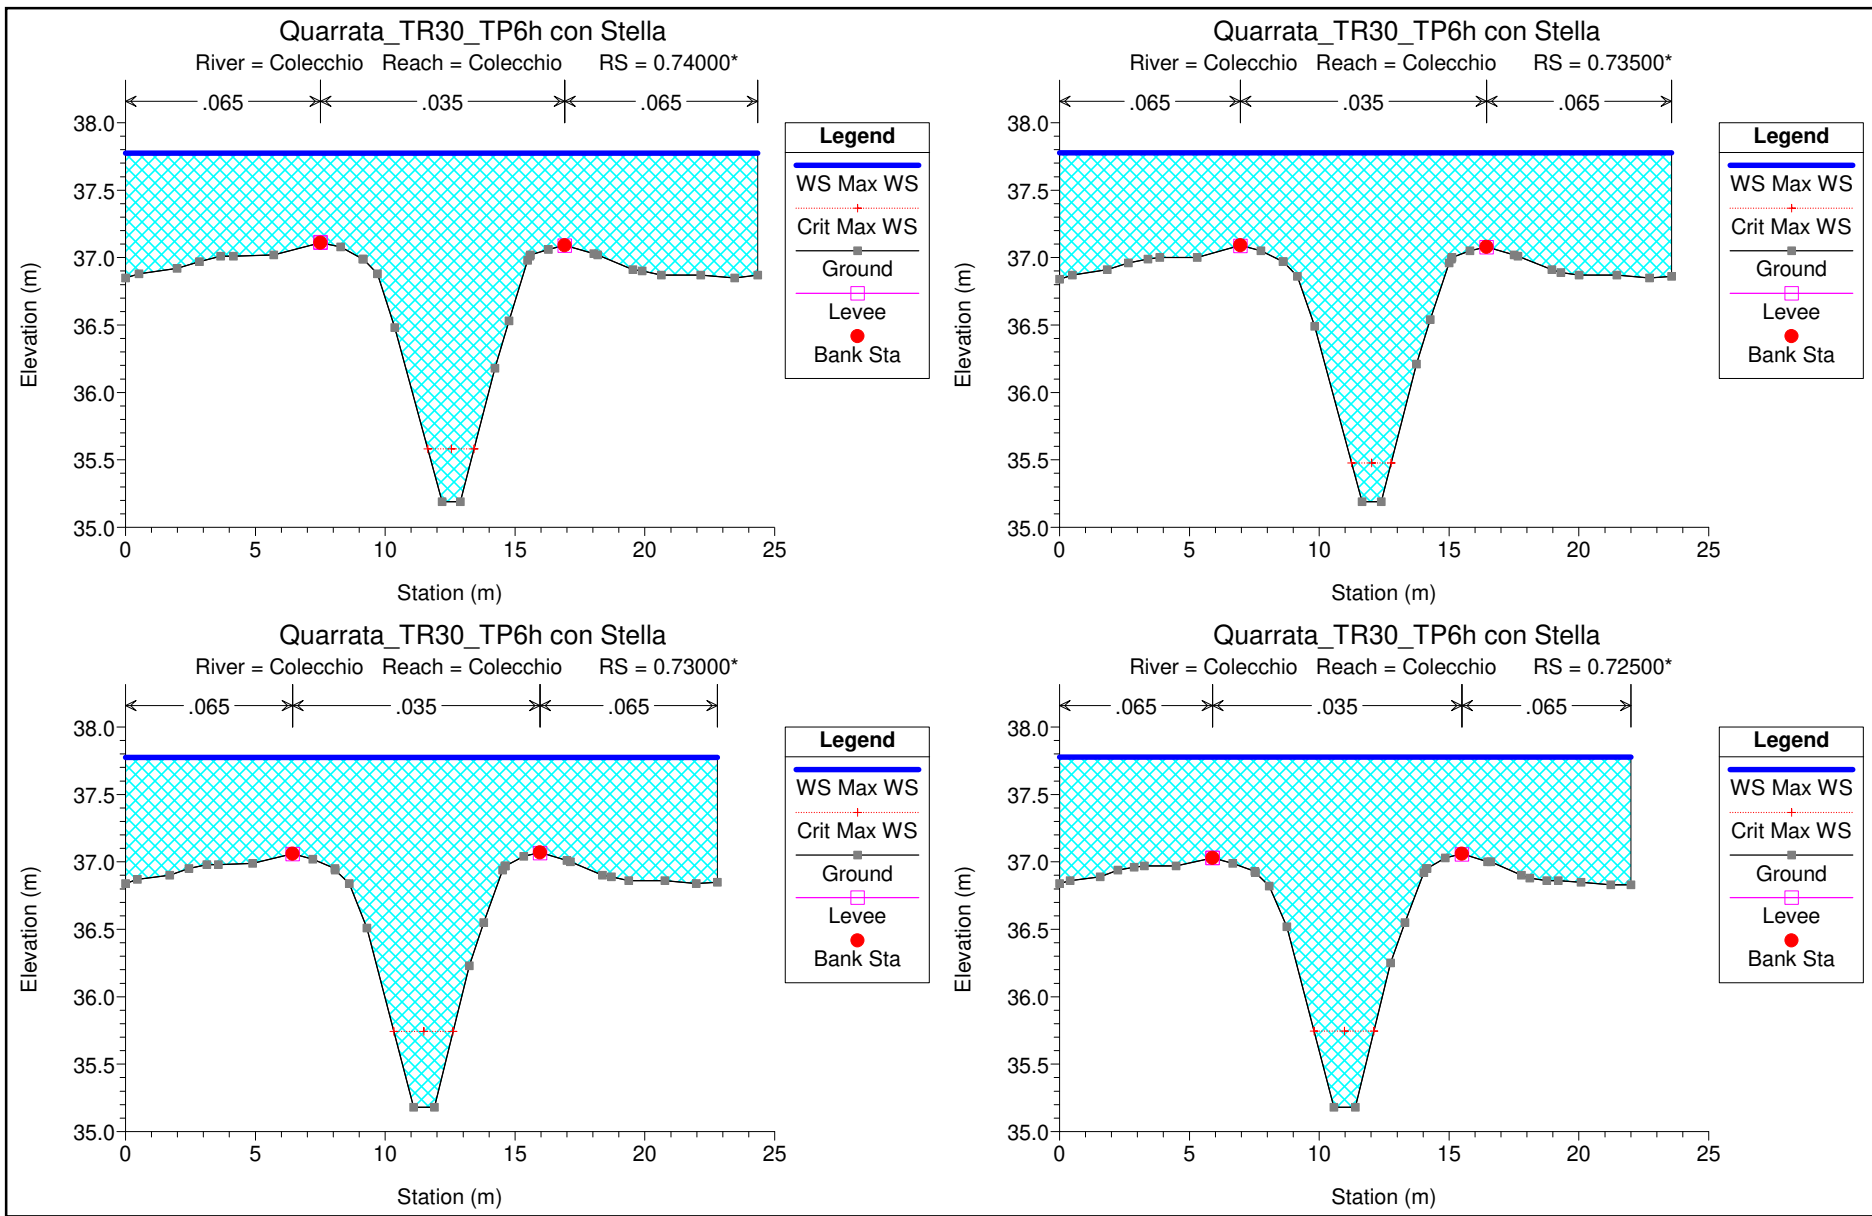 Quarrata_TR30_TP6h con Stella
River = Colecchio Reach = Colecchio RS = 0.74000*
.065 .035 .065
38.0
37.5
37.0
36.5
36.0
35.5
35.0
Elevation (m)
0 5 10 15 20 25
Station (m)
Legend
WS Max WS
Crit Max WS
Ground
Levee
Bank Sta
Quarrata_TR30_TP6h con Stella
River = Colecchio Reach = Colecchio RS = 0.73500*
.065 .035 .065
38.0
37.5
37.0
36.5
36.0
35.5
35.0
Elevation (m)
0 5 10 15 20 25
Station (m)
Legend
WS Max WS
Crit Max WS
Ground
Levee
Bank Sta
Quarrata_TR30_TP6h con Stella
River = Colecchio Reach = Colecchio RS = 0.73000*
.065 .035 .065
38.0
37.5
37.0
36.5
36.0
35.5
35.0
Elevation (m)
0 5 10 15 20 25
Station (m)
Legend
WS Max WS
Crit Max WS
Ground
Levee
Bank Sta
Quarrata_TR30_TP6h con Stella
River = Colecchio Reach = Colecchio RS = 0.72500*
.065 .035 .065
38.0
37.5
37.0
36.5
36.0
35.5
35.0
Elevation (m)
0 5 10 15 20 25
Station (m)
Legend
WS Max WS
Crit Max WS
Ground
Levee
Bank Sta